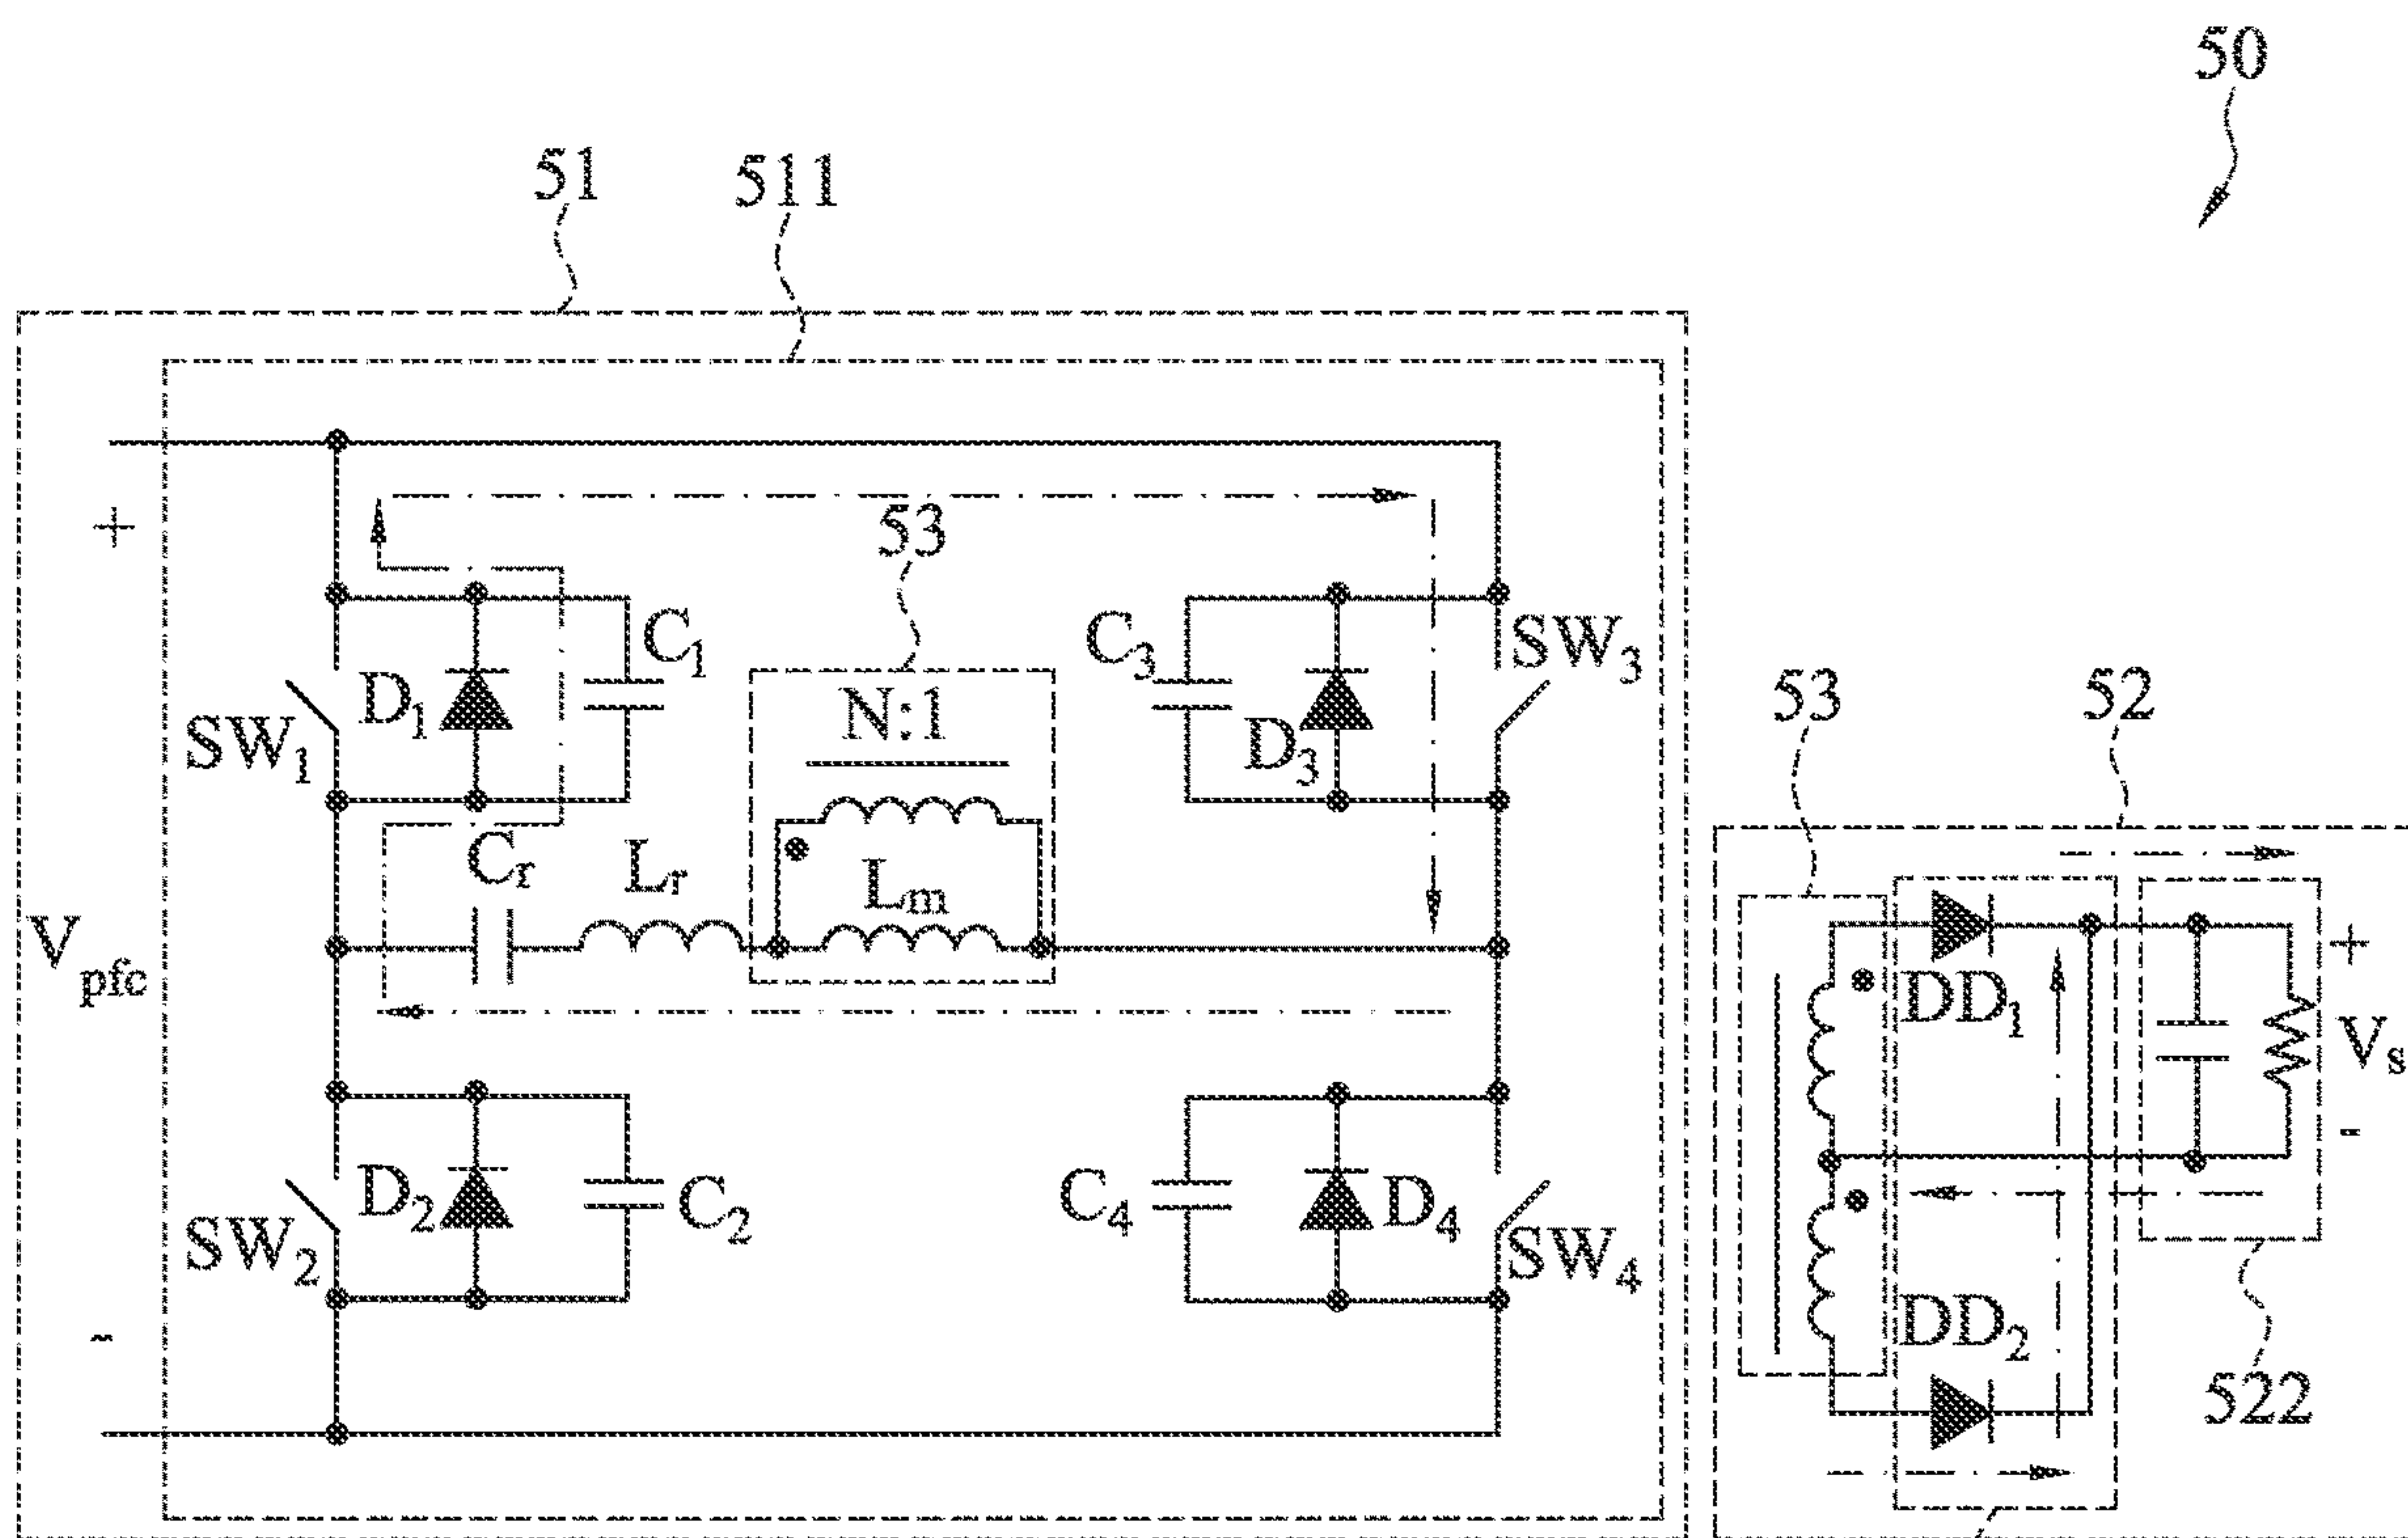 50
51
511
+
53
C1
C3
SW3
D1
N:1
SW1
D3
53
52
Cr
Lr
Lm
Vpfc
DD1
+
Vs
-
D2
C2
C4
D4
SW2
SW4
DD2
-
522